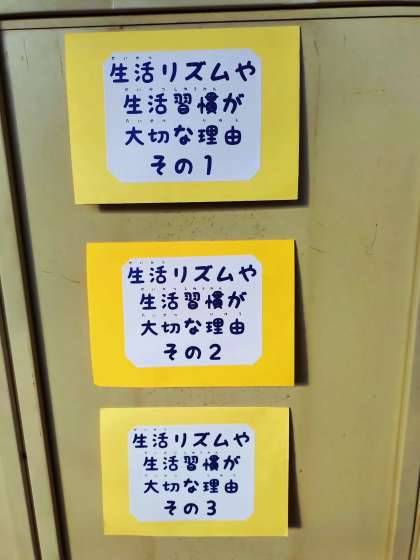 生活リズムや
生活習慣が
大切な理由
その1
生活リズムや
生活習慣が
大切な理由
その2
生活リズムや
生活習慣が
大切な理由
その3